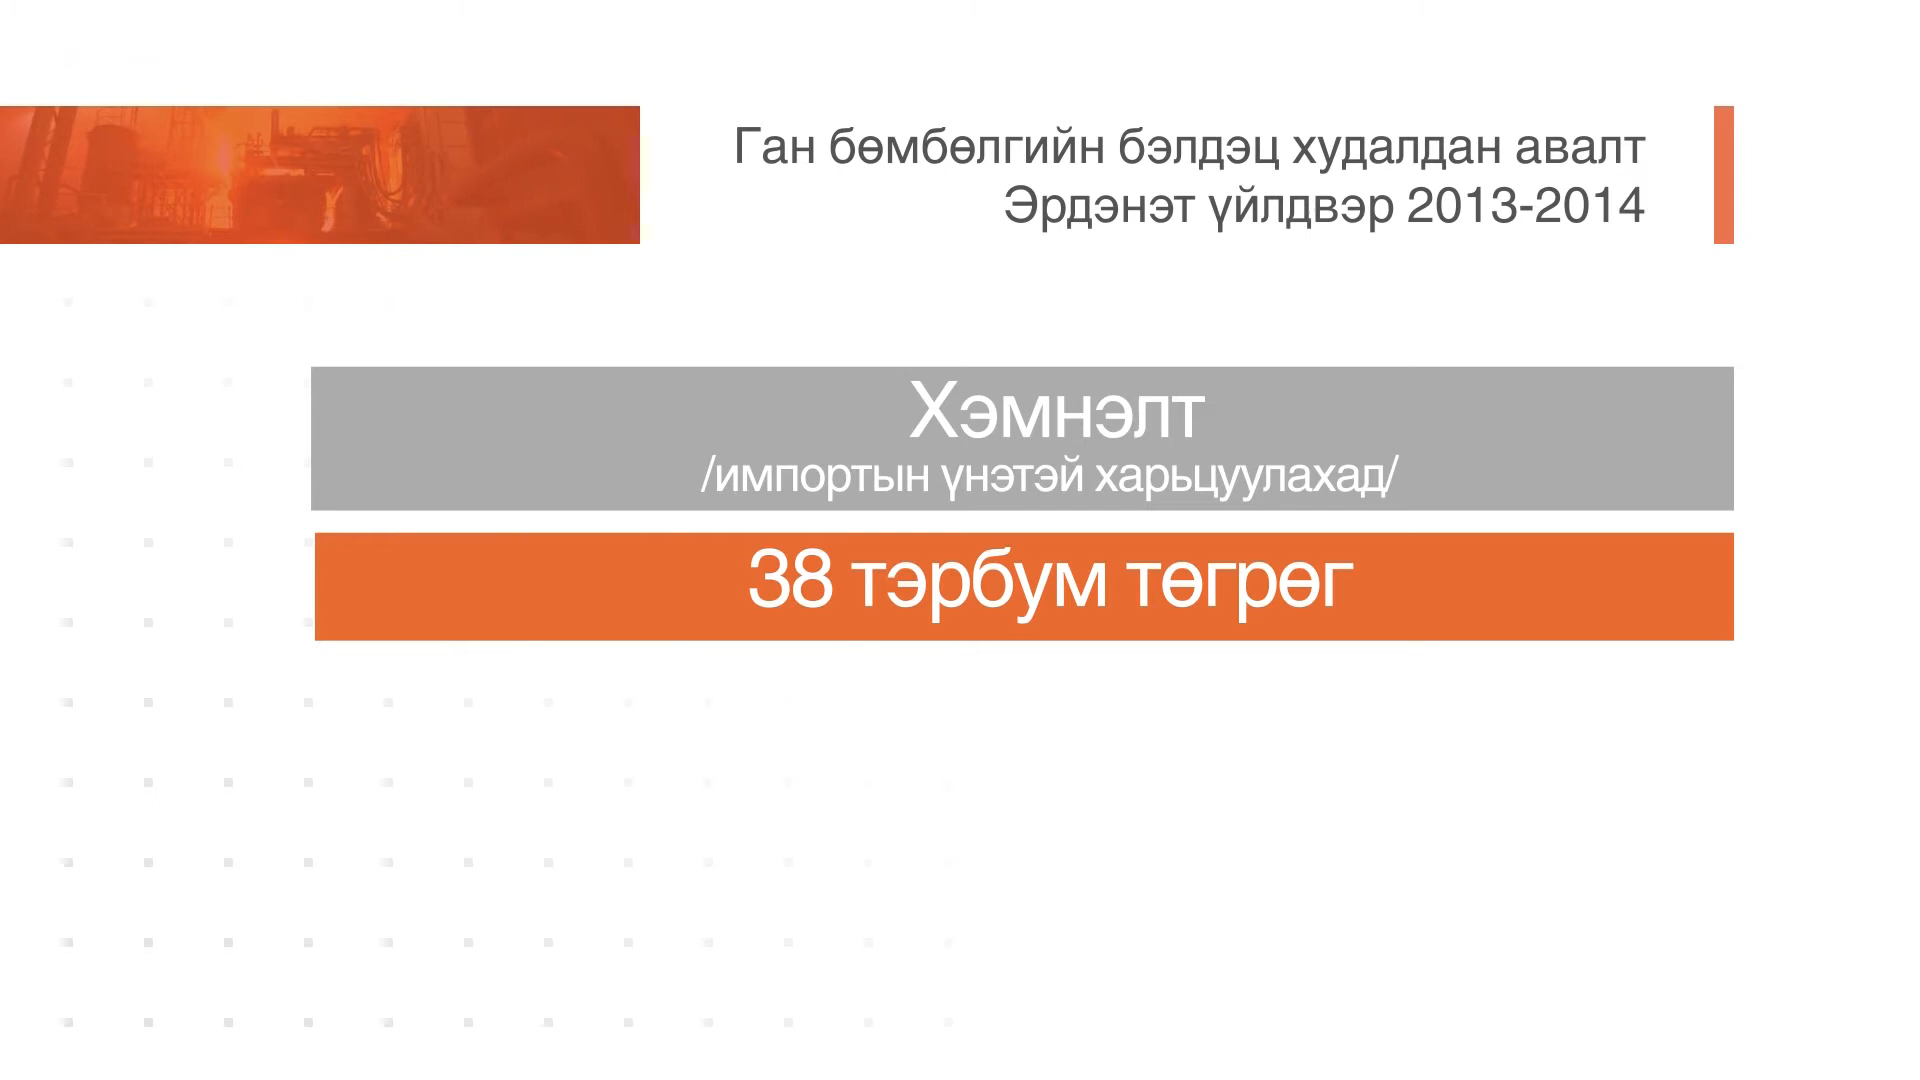 Ган бөмбөлгийн бэлдэц худалдан авалт
Эрдэнэт үйлдвэр 2013-2014
Хэмнэлт
/импортын үнэтэй харьцуулахад/
38 тэрбум төгрөг